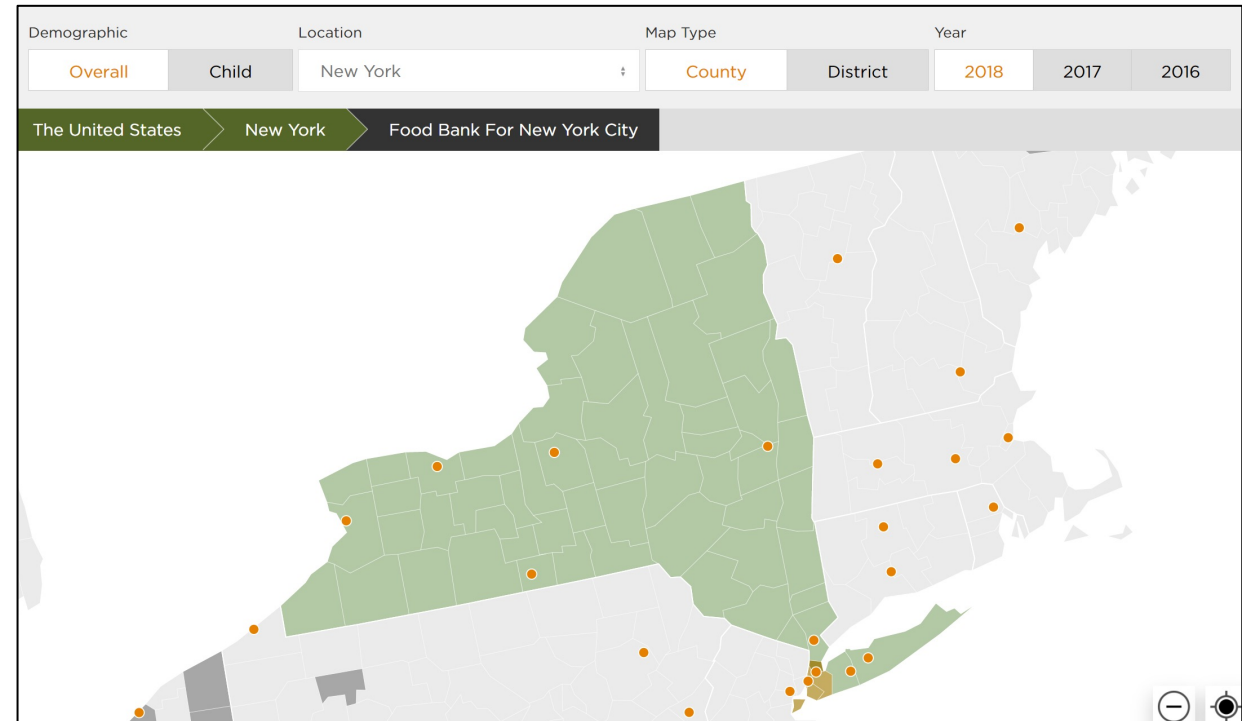 Demographic Location Map Type Year
Overall Child New York County District 2018 2017 2016
The United States New York Food Bank For New York City